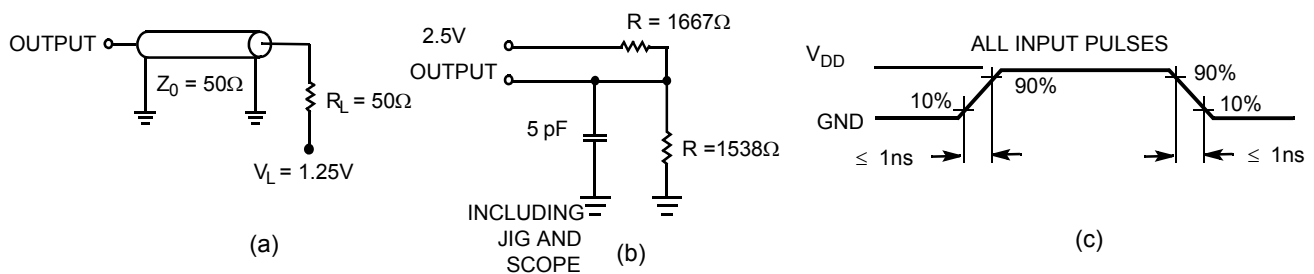 OUTPUT
Z0 = 50Ω
RL = 50Ω
VL = 1.25V
(a)
R = 1667Ω
2.5V
OUTPUT
5 pF
R =1538Ω
INCLUDING
JIG AND
SCOPE
(b)
ALL INPUT PULSES
VDD
90%
90%
10%
10%
GND
≤ 1ns
≤ 1ns
(c)